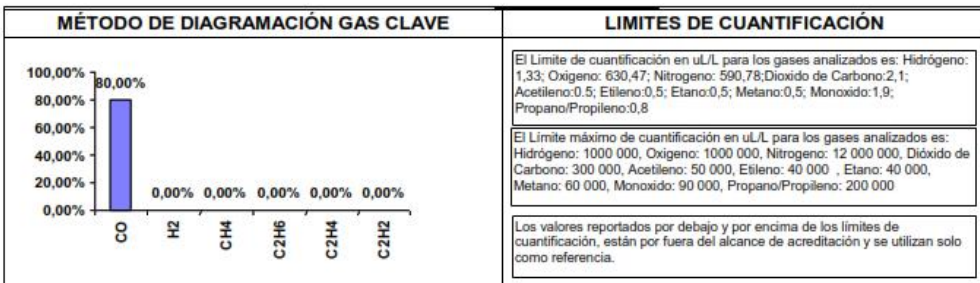 MÉTODO DE DIAGRAMACIÓN GAS CLAVE
100,00%
80,00%
60,00%
40,00%
20,00%
0,00%
80,00%
0,00% 0,00% 0,00% 0,00% 0,00%
CO
H2
CH4
C2H6
C2H4
C2H2
LIMITES DE CUANTIFICACIÓN
El Limite de cuantificación en uL/L para los gases analizados es: Hidrógeno:
1,33; Oxigeno: 630,47; Nitrogeno: 590,78;Dioxido de Carbono:2,1;
Acetileno:0.5; Etileno:0,5; Etano:0,5; Metano:0,5; Monoxido:1,9;
Propano/Propileno:0,8
El Límite máximo de cuantificación en uL/L para los gases analizados es:
Hidrógeno: 1000 000, Oxigeno: 1000 000, Nitrogeno: 12 000 000, Dióxido de
Carbono: 300 000, Acetileno: 50 000, Etileno: 40 000 , Etano: 40 000,
Metano: 60 000, Monoxido: 90 000, Propano/Propileno: 200 000
Los valores reportados por debajo y por encima de los límites de
cuantificación, están por fuera del alcance de acreditación y se utilizan solo
como referencia.